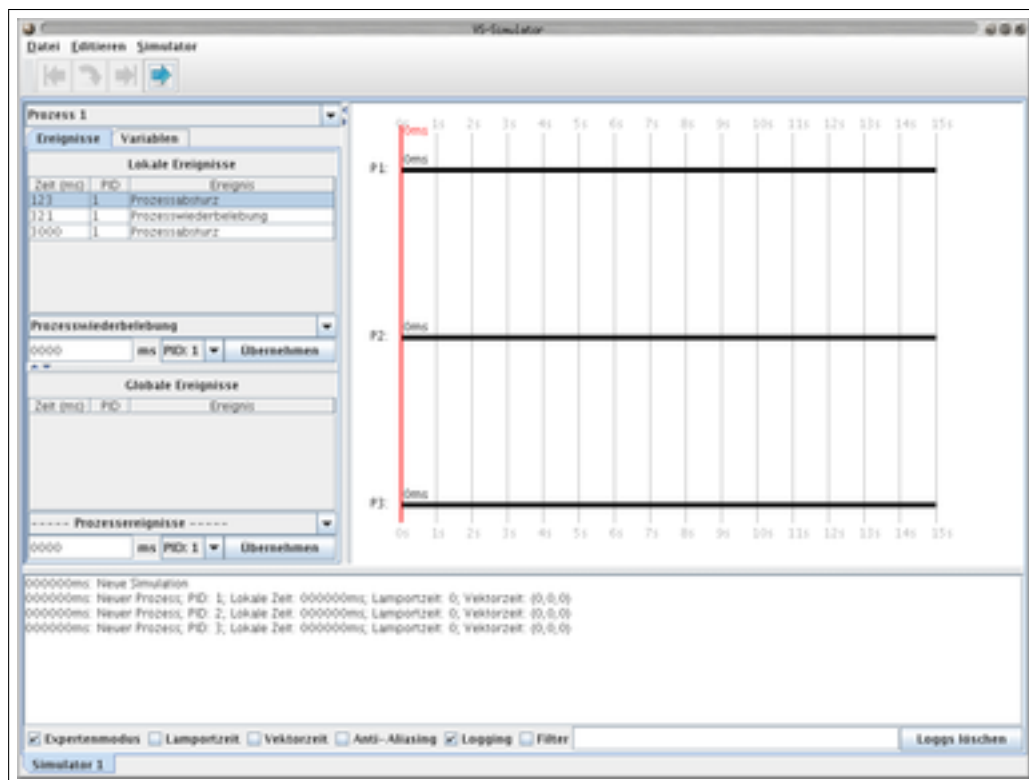 VS-Simulator
Datei Editieren Simulator
Prozess 1
Ereignisse Variablen
Lokale Ereignisse
Zeit (ms) PID Ereignis
123 1 Prozessabsturz
321 1 Prozesswiederbelebung
3000 1 Prozessabsturz
Prozesswiederbelebung
0000 ms PID: 1 Übernehmen
Globale Ereignisse
Zeit (ms) PID Ereignis
----- Prozessereignisse -----
0000 ms PID: 1 Übernehmen
0s 1s 2s 3s 4s 5s 6s 7s 8s 9s 10s 11s 12s 13s 14s 15s
0ms
P1: 0ms
P2: 0ms
P3: 0ms
0s 1s 2s 3s 4s 5s 6s 7s 8s 9s 10s 11s 12s 13s 14s 15s
000000ms: Neue Simulation
000000ms: Neuer Prozess; PID: 1; Lokale Zeit: 000000ms; Lamportzeit: 0; Vektorzeit: (0,0,0)
000000ms: Neuer Prozess; PID: 2; Lokale Zeit: 000000ms; Lamportzeit: 0; Vektorzeit: (0,0,0)
000000ms: Neuer Prozess; PID: 3; Lokale Zeit: 000000ms; Lamportzeit: 0; Vektorzeit: (0,0,0)
Expertenmodus Lamportzeit Vektorzeit Anti-Aliasing Logging Filter Loggs löschen
Simulator 1